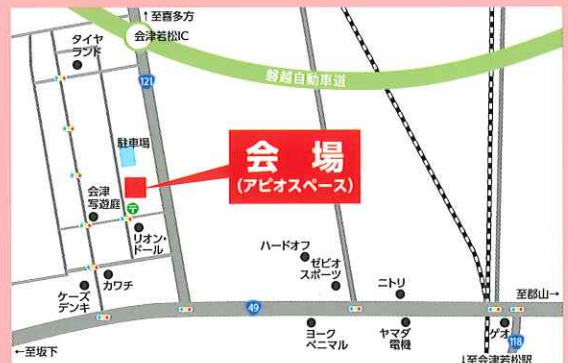 ↑至喜多方
会津若松IC
タイヤ
ランド
磐越自動車道
121
駐車場
会場
(アピオスペース)
会津
写遊庭
〒
リオン・
ドール
ハードオフ
ゼビオ
スポーツ
ニトリ
カワチ
ケーズ
デンキ
至郡山→
49
ヨーク
ベニマル
ヤマダ
電機
ゲオ
118
←至坂下
↓至会津若松駅